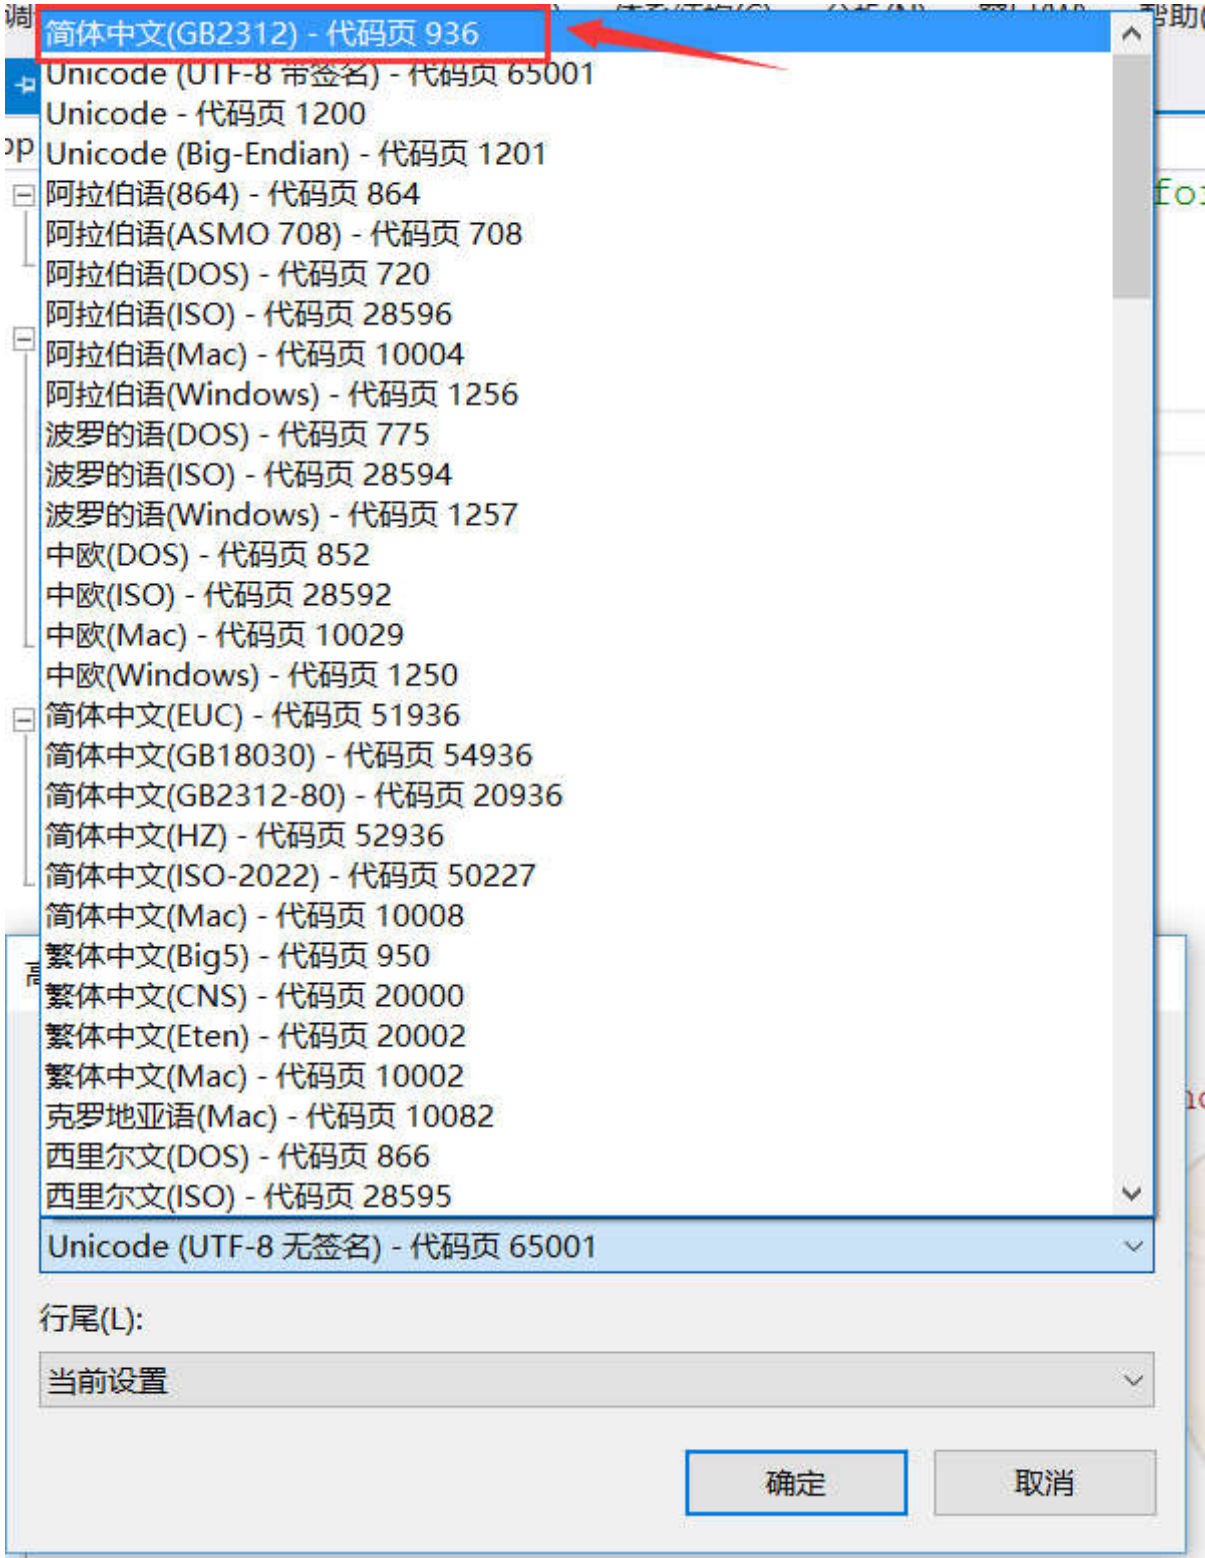 调
体系结构(C)
分析(N)
窗口(W)
帮助(
简体中文(GB2312) - 代码页 936
Unicode (UTF-8 带签名) - 代码页 65001
Unicode - 代码页 1200
op
Unicode (Big-Endian) - 代码页 1201
阿拉伯语(864) - 代码页 864
for
阿拉伯语(ASMO 708) - 代码页 708
阿拉伯语(DOS) - 代码页 720
阿拉伯语(ISO) - 代码页 28596
阿拉伯语(Mac) - 代码页 10004
阿拉伯语(Windows) - 代码页 1256
波罗的语(DOS) - 代码页 775
波罗的语(ISO) - 代码页 28594
波罗的语(Windows) - 代码页 1257
中欧(DOS) - 代码页 852
中欧(ISO) - 代码页 28592
中欧(Mac) - 代码页 10029
中欧(Windows) - 代码页 1250
简体中文(EUC) - 代码页 51936
简体中文(GB18030) - 代码页 54936
简体中文(GB2312-80) - 代码页 20936
简体中文(HZ) - 代码页 52936
简体中文(ISO-2022) - 代码页 50227
简体中文(Mac) - 代码页 10008
繁体中文(Big5) - 代码页 950
繁体中文(CNS) - 代码页 20000
繁体中文(Eten) - 代码页 20002
繁体中文(Mac) - 代码页 10002
克罗地亚语(Mac) - 代码页 10082
西里尔文(DOS) - 代码页 866
西里尔文(ISO) - 代码页 28595
Unicode (UTF-8 无签名) - 代码页 65001
行尾(L):
当前设置
确定
取消